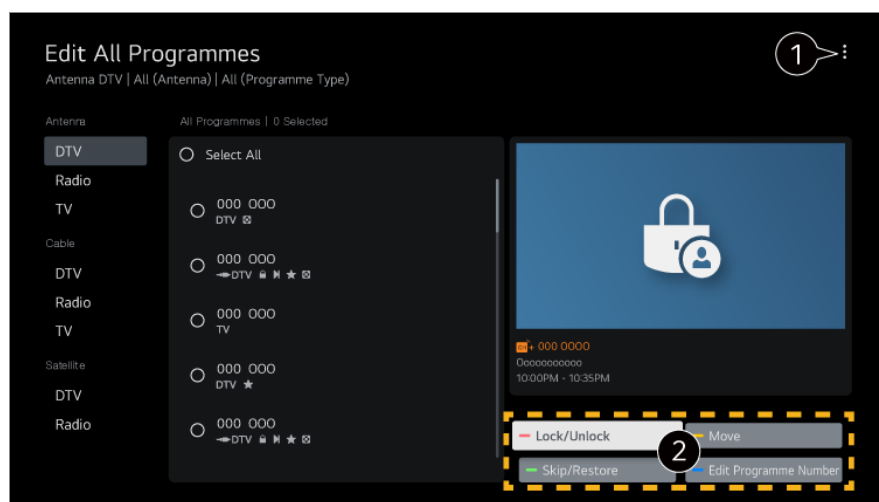 Edit All Programmes
Antenna DTV | All (Antenna) | All (Programme Type)
1
Antenna
DTV
Radio
TV
Cable
DTV
Radio
TV
Satellite
DTV
Radio
All Programmes | 0 Selected
Select All
000 000
DTV
000 000
DTV
000 000
TV
000 000
DTV
000 000
DTV
000 0000
Ooooooooooo
10:00PM - 10:35PM
Lock/Unlock
Move
2
Skip/Restore
Edit Programme Number